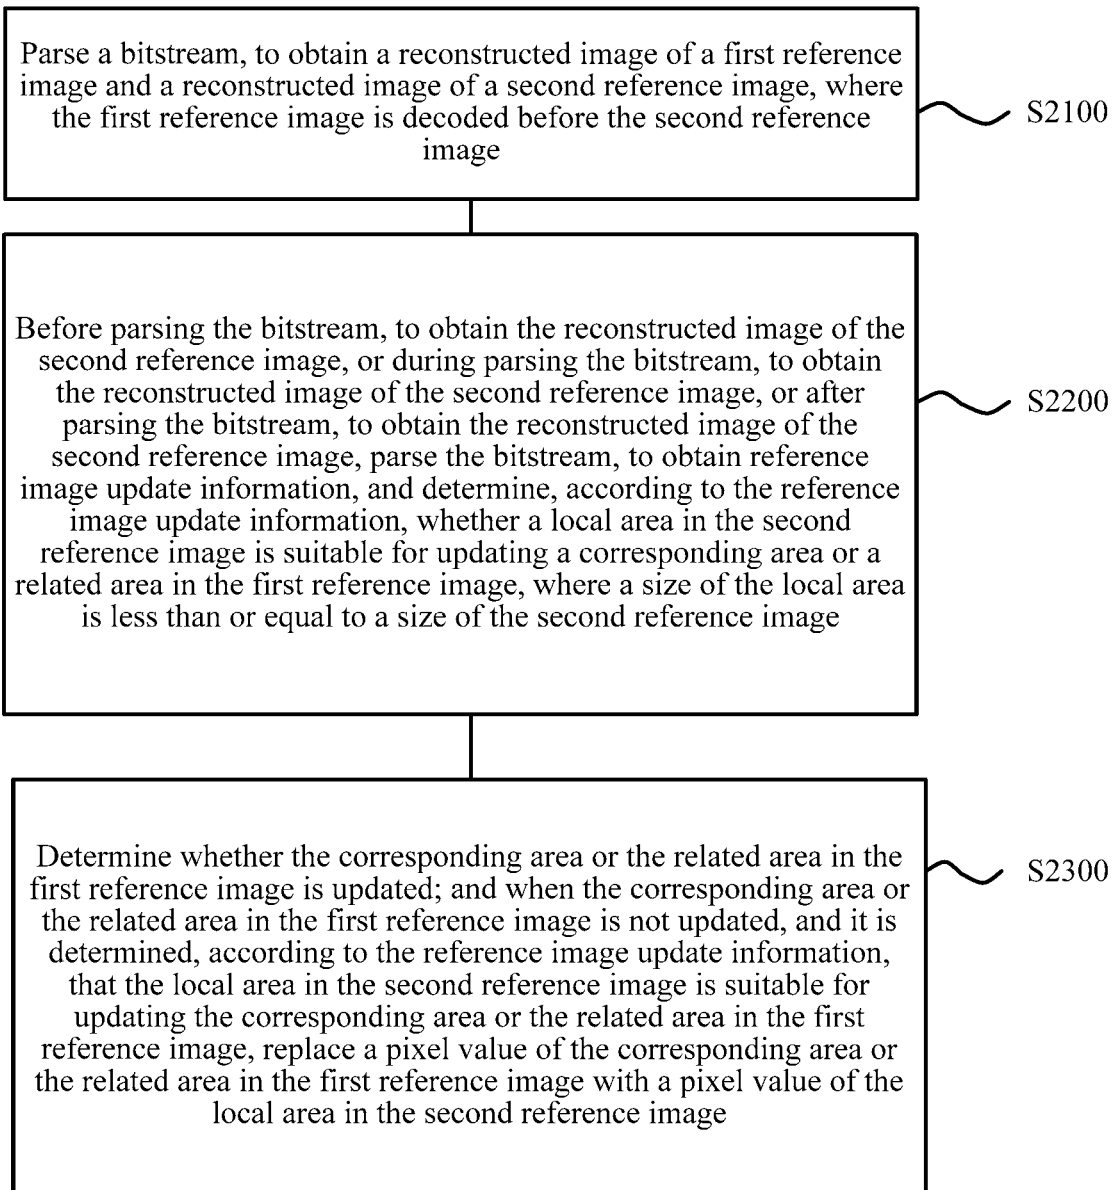 Parse a bitstream, to obtain a reconstructed image of a first reference
image and a reconstructed image of a second reference image, where
the first reference image is decoded before the second reference
image
S2100
Before parsing the bitstream, to obtain the reconstructed image of the
second reference image, or during parsing the bitstream, to obtain
the reconstructed image of the second reference image, or after
parsing the bitstream, to obtain the reconstructed image of the
second reference image, parse the bitstream, to obtain reference
image update information, and determine, according to the reference
image update information, whether a local area in the second
reference image is suitable for updating a corresponding area or a
related area in the first reference image, where a size of the local area
is less than or equal to a size of the second reference image
S2200
Determine whether the corresponding area or the related area in the
first reference image is updated; and when the corresponding area or
the related area in the first reference image is not updated, and it is
determined, according to the reference image update information,
that the local area in the second reference image is suitable for
updating the corresponding area or the related area in the first
reference image, replace a pixel value of the corresponding area or
the related area in the first reference image with a pixel value of the
local area in the second reference image
S2300